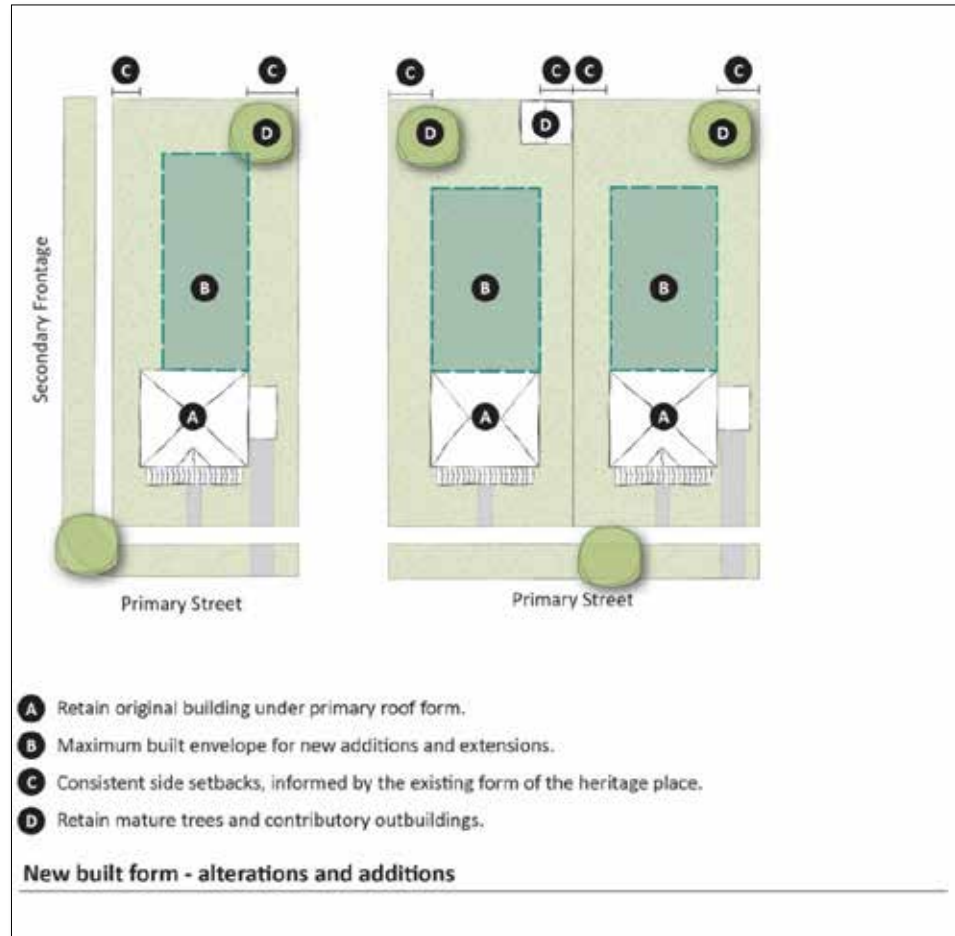 C C C C C C
D D D D
Secondary Frontage
B B B
A A A
Primary Street Primary Street
A Retain original building under primary roof form.
B Maximum built envelope for new additions and extensions.
C Consistent side setbacks, informed by the existing form of the heritage place.
D Retain mature trees and contributory outbuildings.
New built form - alterations and additions